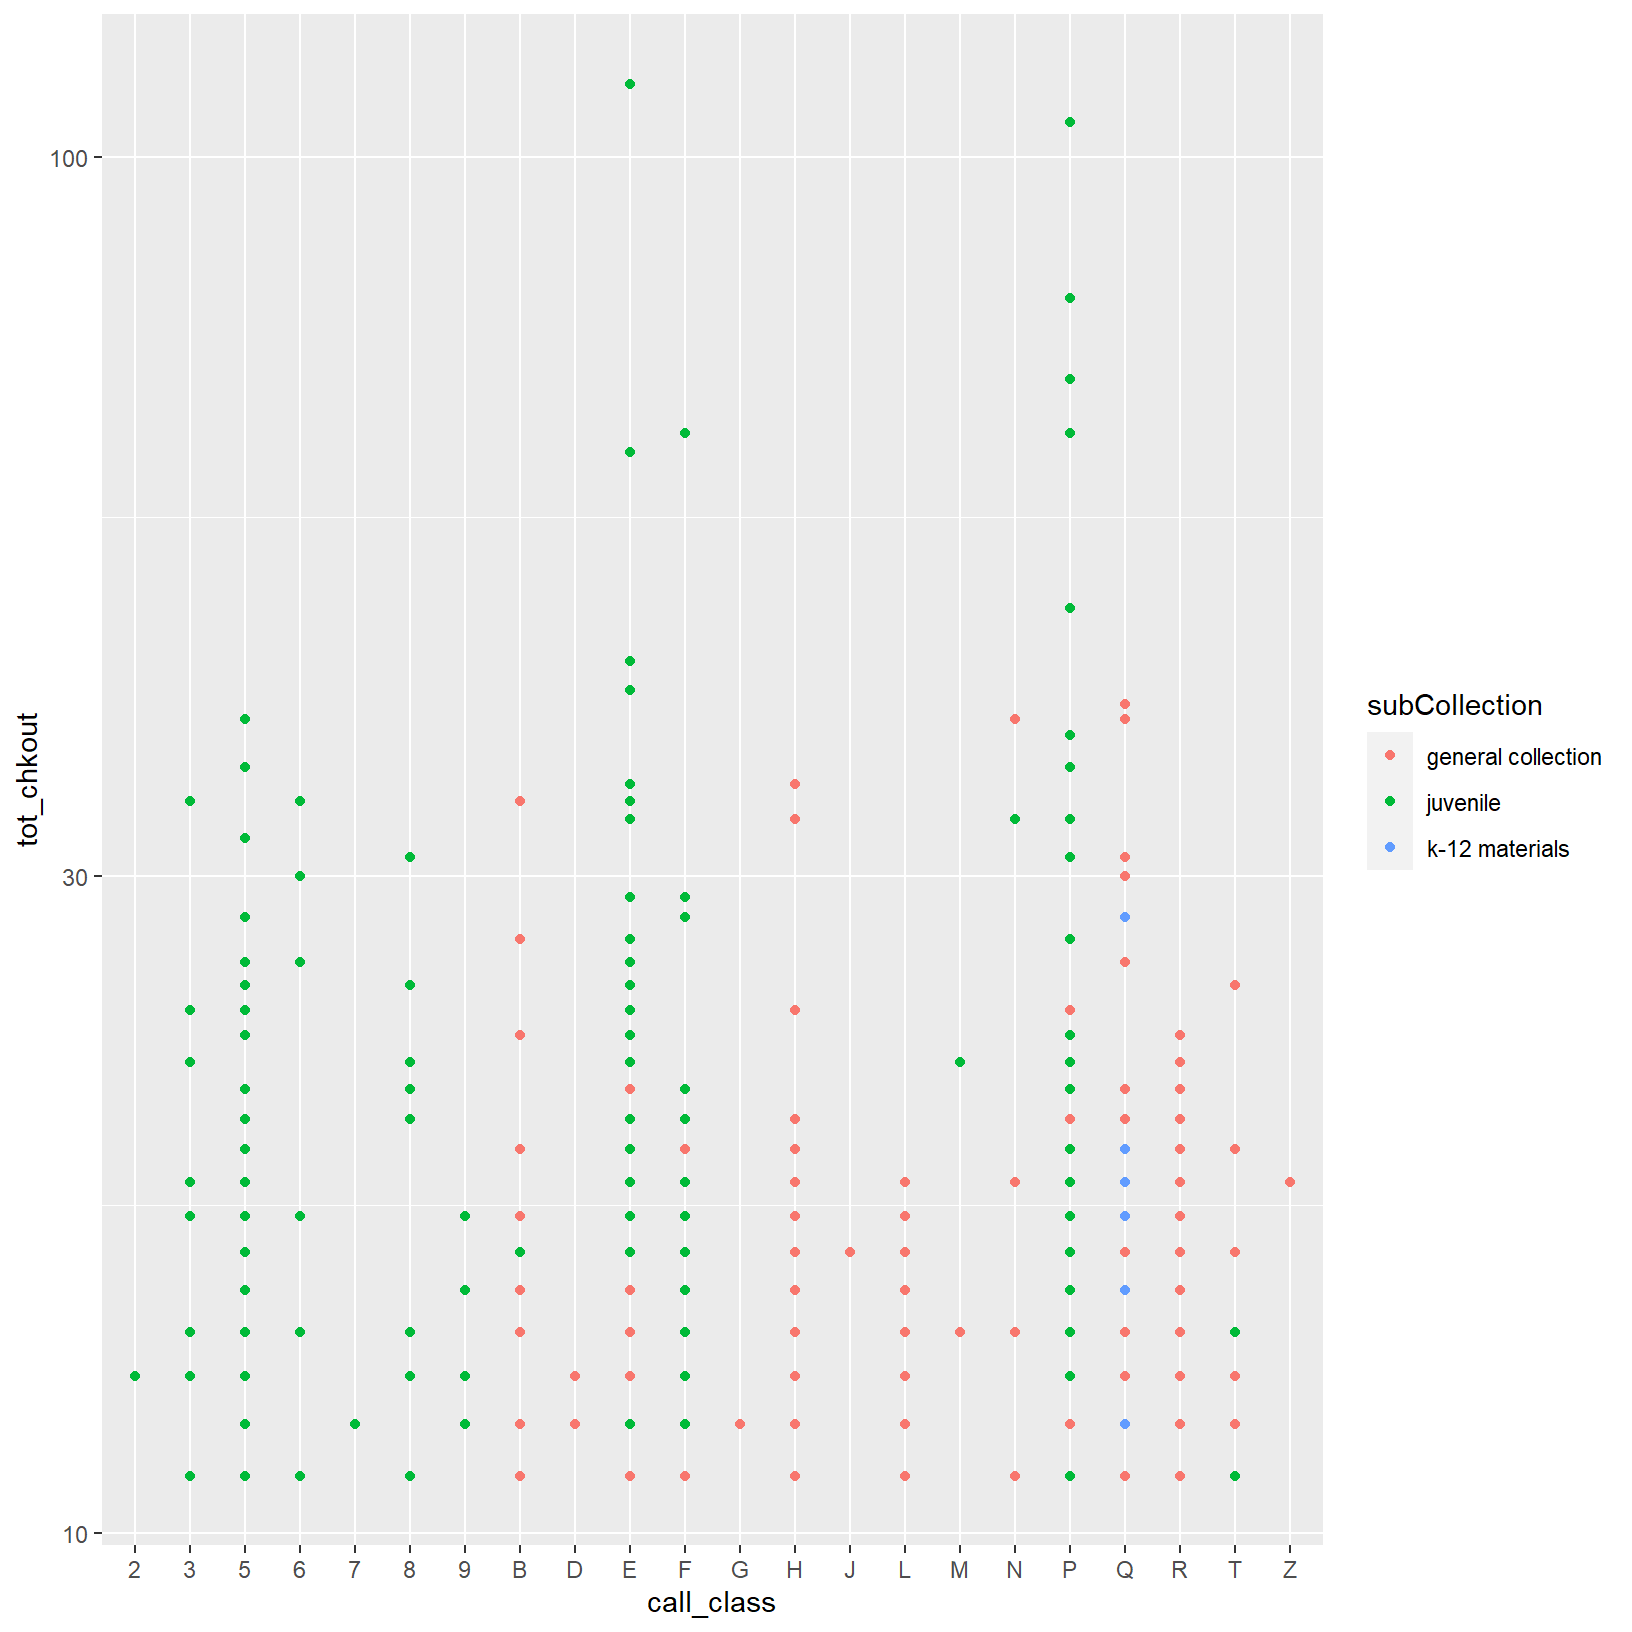 100
30
10
tot_chkout
2 3 5 6 7 8 9 B D E F G H J L M N P Q R T Z
call_class
subCollection
general collection
juvenile
k-12 materials